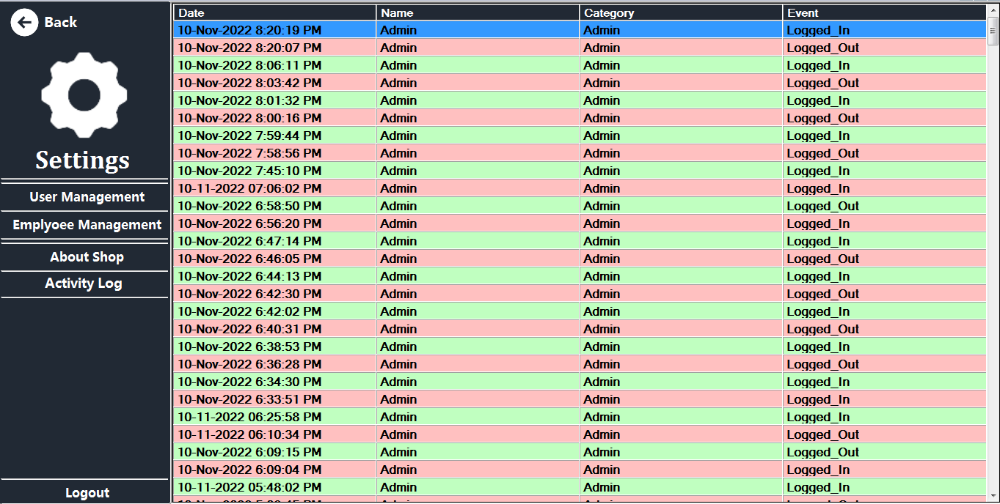 Back
Settings
User Management
Emplyoee Management
About Shop
Activity Log
Logout
Date Name Category Event
10-Nov-2022 8:20:19 PM Admin Admin Logged_In
10-Nov-2022 8:20:07 PM Admin Admin Logged_Out
10-Nov-2022 8:06:11 PM Admin Admin Logged_In
10-Nov-2022 8:03:42 PM Admin Admin Logged_Out
10-Nov-2022 8:01:32 PM Admin Admin Logged_In
10-Nov-2022 8:00:16 PM Admin Admin Logged_Out
10-Nov-2022 7:59:44 PM Admin Admin Logged_In
10-Nov-2022 7:58:56 PM Admin Admin Logged_Out
10-Nov-2022 7:45:10 PM Admin Admin Logged_In
10-11-2022 07:06:02 PM Admin Admin Logged_In
10-Nov-2022 6:58:50 PM Admin Admin Logged_Out
10-Nov-2022 6:56:20 PM Admin Admin Logged_In
10-Nov-2022 6:47:14 PM Admin Admin Logged_In
10-Nov-2022 6:46:05 PM Admin Admin Logged_Out
10-Nov-2022 6:44:13 PM Admin Admin Logged_In
10-Nov-2022 6:42:30 PM Admin Admin Logged_Out
10-Nov-2022 6:42:02 PM Admin Admin Logged_In
10-Nov-2022 6:40:31 PM Admin Admin Logged_Out
10-Nov-2022 6:38:53 PM Admin Admin Logged_In
10-Nov-2022 6:36:28 PM Admin Admin Logged_Out
10-Nov-2022 6:34:30 PM Admin Admin Logged_In
10-Nov-2022 6:33:51 PM Admin Admin Logged_In
10-11-2022 06:25:58 PM Admin Admin Logged_In
10-11-2022 06:10:34 PM Admin Admin Logged_Out
10-Nov-2022 6:09:15 PM Admin Admin Logged_Out
10-Nov-2022 6:09:04 PM Admin Admin Logged_In
10-11-2022 05:48:02 PM Admin Admin Logged_In